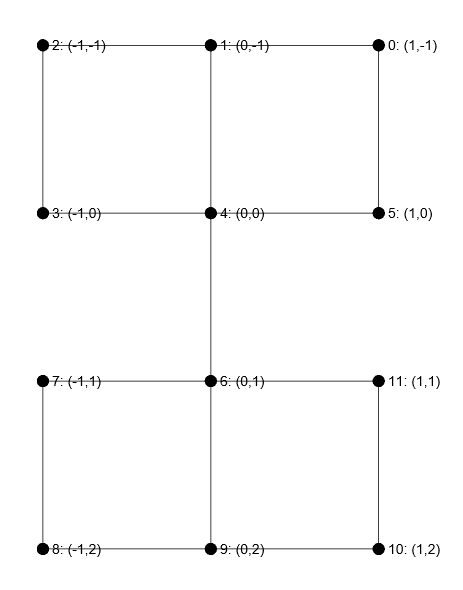 2: (-1,-1) 1: (0,-1) 0: (1,-1)
3: (-1,0) 4: (0,0) 5: (1,0)
7: (-1,1) 6: (0,1) 11: (1,1)
8: (-1,2) 9: (0,2) 10: (1,2)